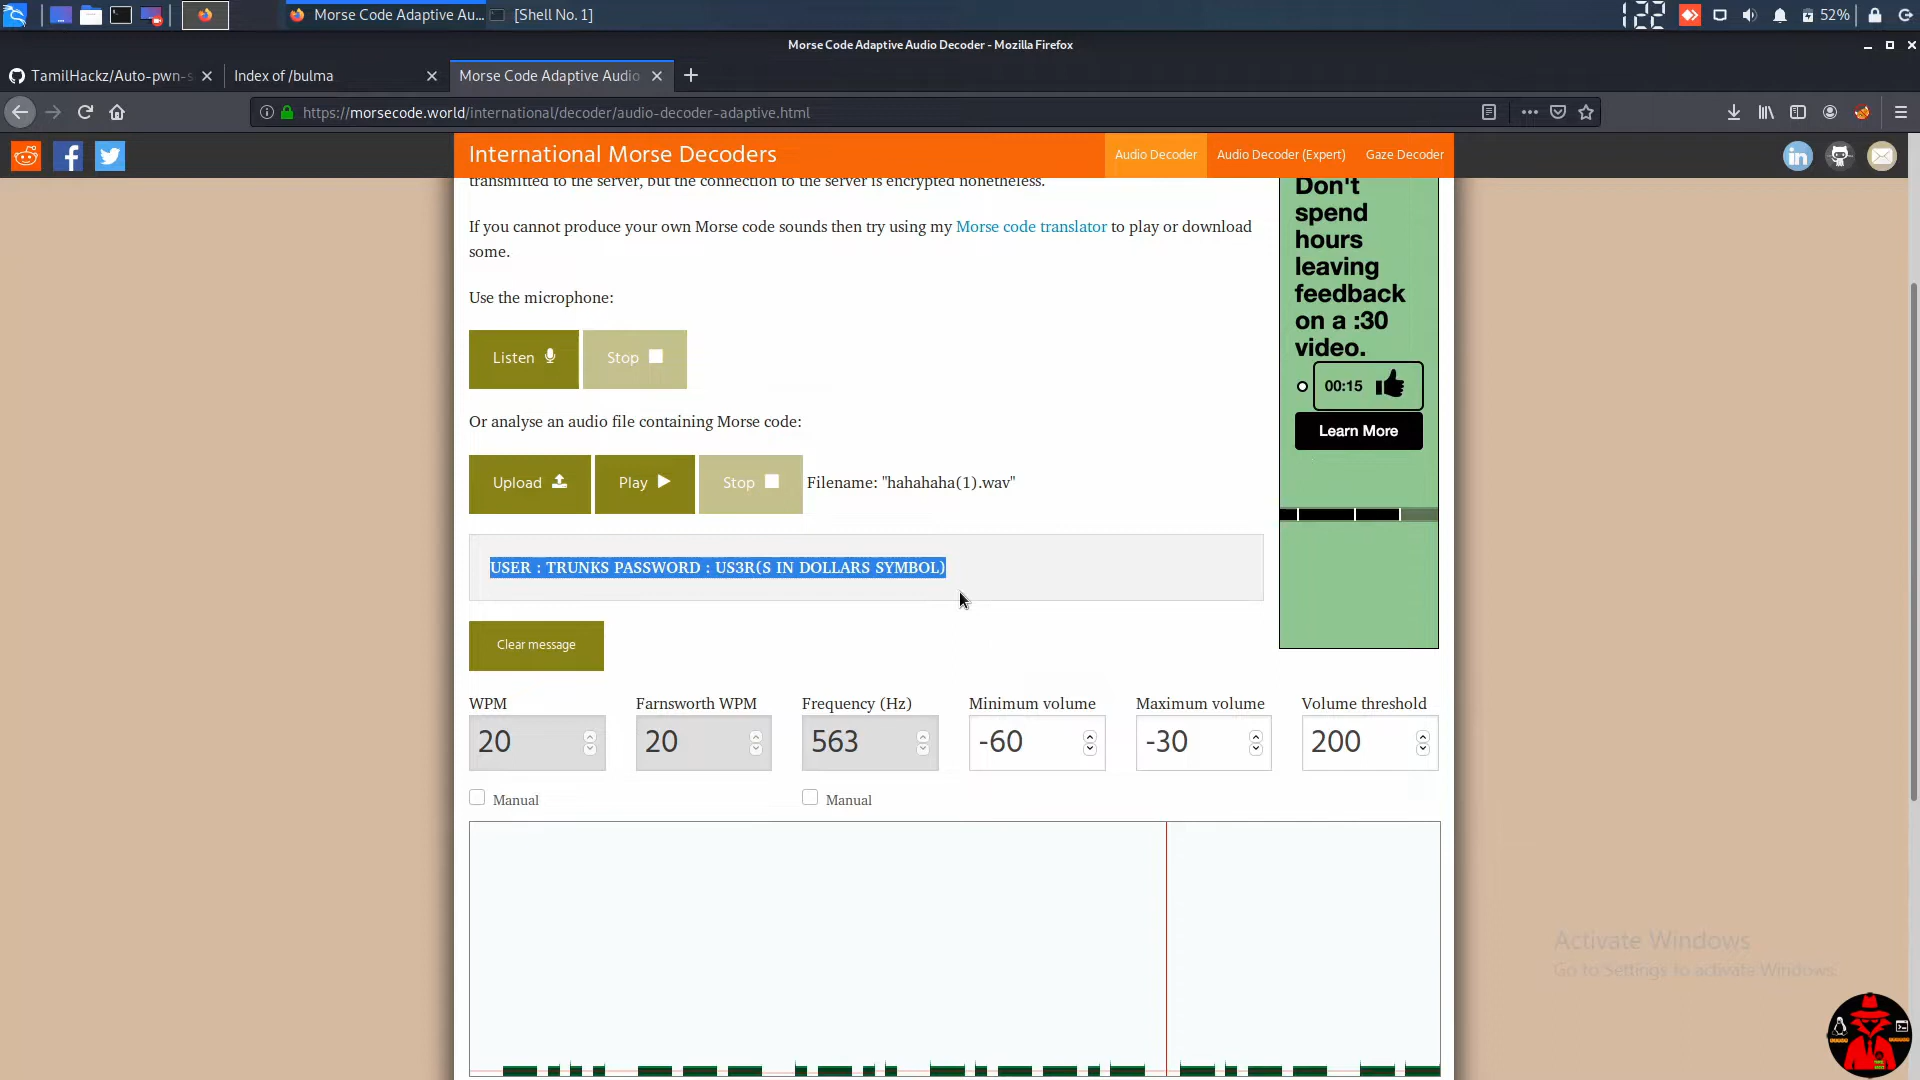 Morse Code Adaptive Au...
[Shell No. 1]
1:22
52%
Morse Code Adaptive Audio Decoder - Mozilla Firefox
TamilHackz/Auto-pwn-s
Index of /bulma
Morse Code Adaptive Audio
https://morsecode.world/international/decoder/audio-decoder-adaptive.html
International Morse Decoders
Audio Decoder
Audio Decoder (Expert)
Gaze Decoder
transmitted to the server, but the connection to the server is encrypted nonetheless.
If you cannot produce your own Morse code sounds then try using my Morse code translator to play or download
some.
Use the microphone:
Listen
Stop
Or analyse an audio file containing Morse code:
Upload
Play
Stop
Filename: "hahahaha(1).wav"
USER : TRUNKS PASSWORD : US3R(S IN DOLLARS SYMBOL)
Clear message
WPM
Farnsworth WPM
Frequency (Hz)
Minimum volume
Maximum volume
Volume threshold
20
20
563
-60
-30
200
Manual
Manual
Don't
spend
hours
leaving
feedback
on a :30
video.
00:15
Learn More
Activate Windows
Go to Settings to activate Windows.